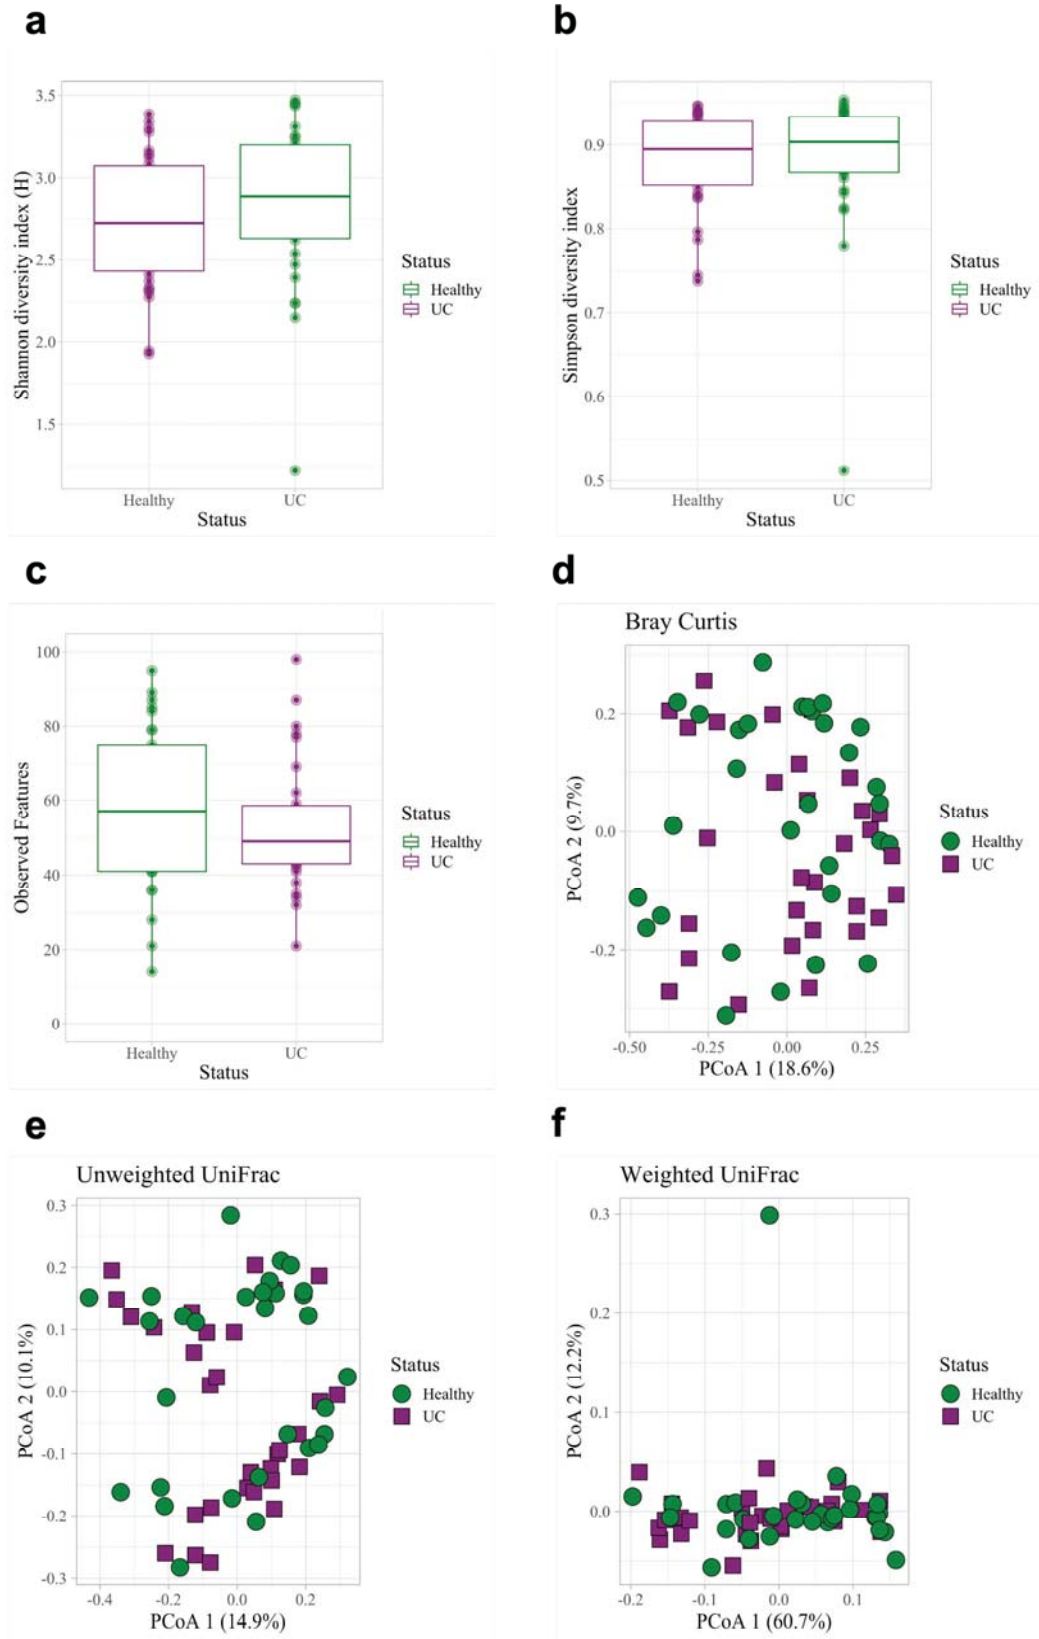 a
3.5
3.0
2.5
2.0
1.5
Shannon diversity index (H)
Healthy
UC
Status
Status
Healthy
UC
b
0.9
0.8
0.7
0.6
0.5
Simpson diversity index
Healthy
UC
Status
Status
Healthy
UC
c
100
80
60
40
20
0
Observed Features
Healthy
UC
Status
Status
Healthy
UC
d
Bray Curtis
0.2
0.0
-0.2
PCoA 2 (9.7%)
-0.50
-0.25
0.00
0.25
PCoA 1 (18.6%)
Status
Healthy
UC
e
Unweighted UniFrac
0.3
0.2
0.1
0.0
-0.1
-0.2
-0.3
PCoA 2 (10.1%)
-0.4
-0.2
0.0
0.2
PCoA 1 (14.9%)
Status
Healthy
UC
f
Weighted UniFrac
0.3
0.2
0.1
0.0
PCoA 2 (12.2%)
-0.2
-0.1
0.0
0.1
PCoA 1 (60.7%)
Status
Healthy
UC